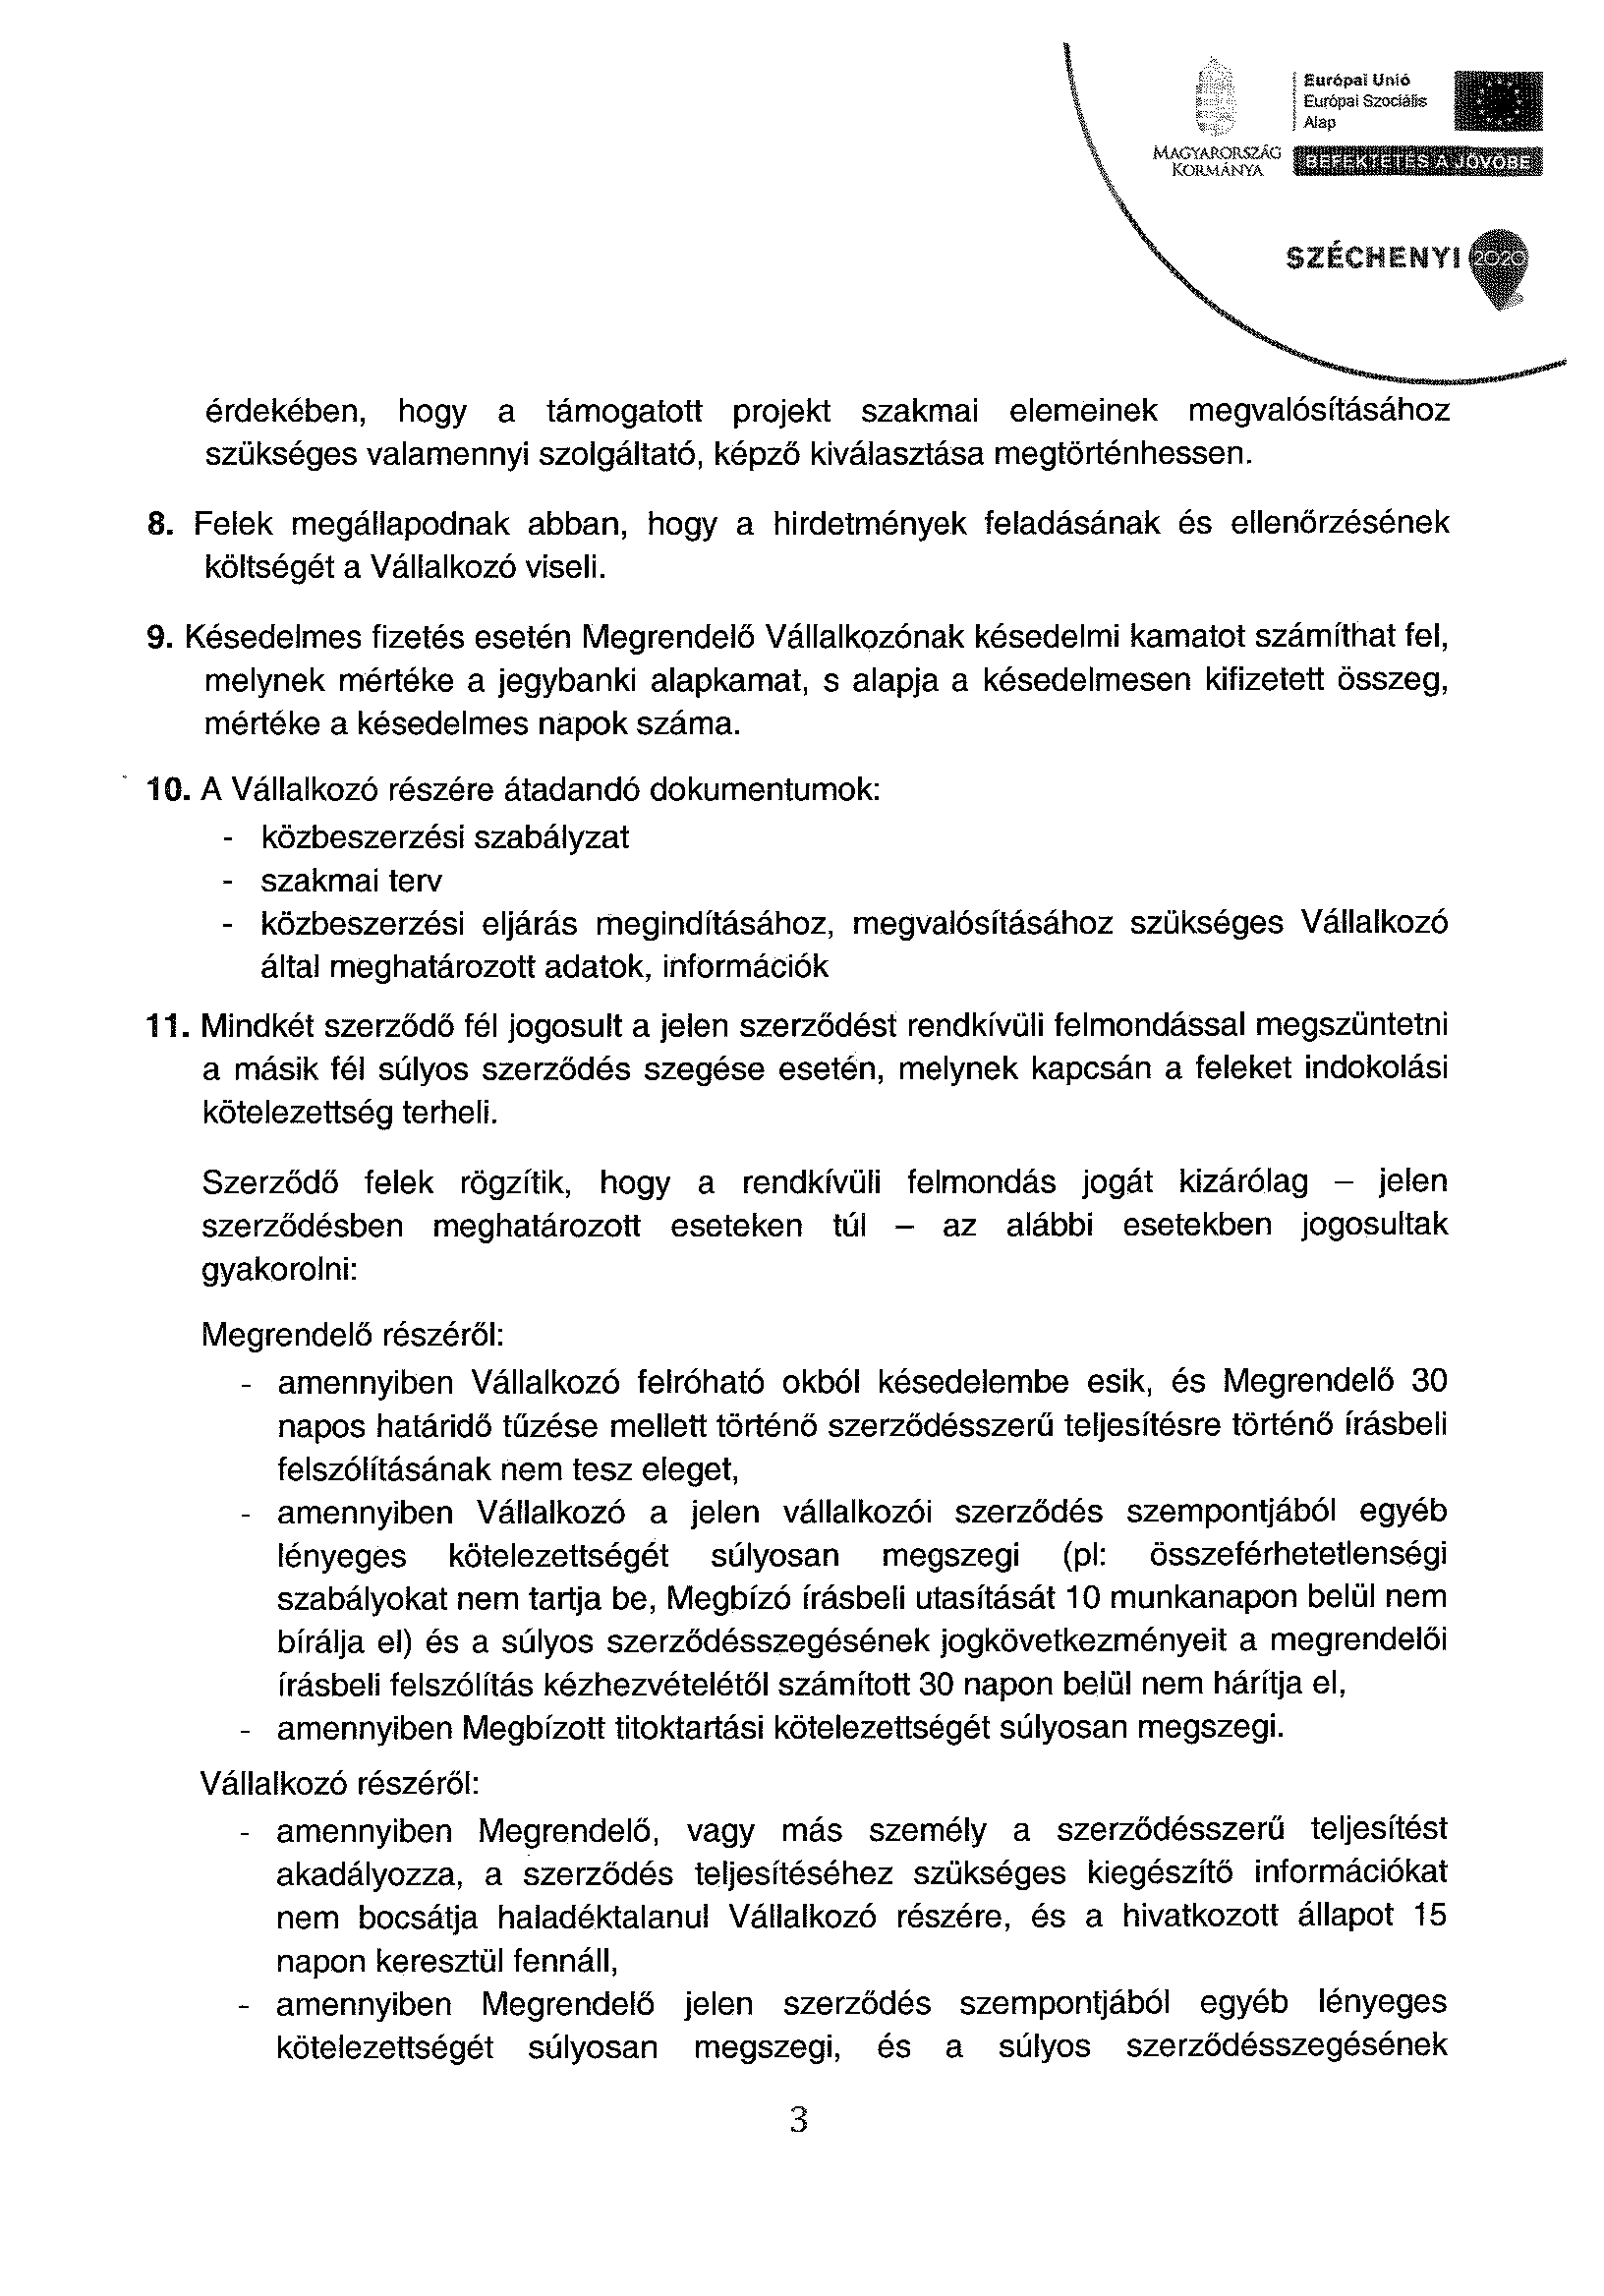 Európai Unió
Európai Szociális
Alap
MAGYARORSZÁG
KORMÁNYA
BEFEKTETÉS A JÖVŐBE
SZÉCHENYI 2020
érdekében, hogy a támogatott projekt szakmai elemeinek megvalósításához
szükséges valamennyi szolgáltató, képző kiválasztása megtörténhessen.
8. Felek megállapodnak abban, hogy a hirdetmények feladásának és ellenőrzésének
költségét a Vállalkozó viseli.
9. Késedelmes fizetés esetén Megrendelő Vállalkozónak késedelmi kamatot számíthat fel,
melynek mértéke a jegybanki alapkamat, s alapja a késedelmesen kifizetett összeg,
mértéke a késedelmes napok száma.
10. A Vállalkozó részére átadandó dokumentumok:
- közbeszerzési szabályzat
- szakmai terv
- közbeszerzési eljárás megindításához, megvalósításához szükséges Vállalkozó
által meghatározott adatok, információk
11. Mindkét szerződő fél jogosult a jelen szerződést rendkívüli felmondással megszüntetni
a másik fél súlyos szerződés szegése esetén, melynek kapcsán a feleket indokolási
kötelezettség terheli.
Szerződő felek rögzítik, hogy a rendkívüli felmondás jogát kizárólag – jelen
szerződésben meghatározott eseteken túl – az alábbi esetekben jogosultak
gyakorolni:
Megrendelő részéről:
- amennyiben Vállalkozó felróható okból késedelembe esik, és Megrendelő 30
napos határidő tűzése mellett történő szerződésszerű teljesítésre történő írásbeli
felszólításának nem tesz eleget,
- amennyiben Vállalkozó a jelen vállalkozói szerződés szempontjából egyéb
lényeges kötelezettségét súlyosan megszegi (pl: összeférhetetlenségi
szabályokat nem tartja be, Megbízó írásbeli utasítását 10 munkanapon belül nem
bírálja el) és a súlyos szerződésszegésének jogkövetkezményeit a megrendelői
írásbeli felszólítás kézhezvételétől számított 30 napon belül nem hárítja el,
- amennyiben Megbízott titoktartási kötelezettségét súlyosan megszegi.
Vállalkozó részéről:
- amennyiben Megrendelő, vagy más személy a szerződésszerű teljesítést
akadályozza, a szerződés teljesítéséhez szükséges kiegészítő információkat
nem bocsátja haladéktalanul Vállalkozó részére, és a hivatkozott állapot 15
napon keresztül fennáll,
- amennyiben Megrendelő jelen szerződés szempontjából egyéb lényeges
kötelezettségét súlyosan megszegi, és a súlyos szerződésszegésének
3